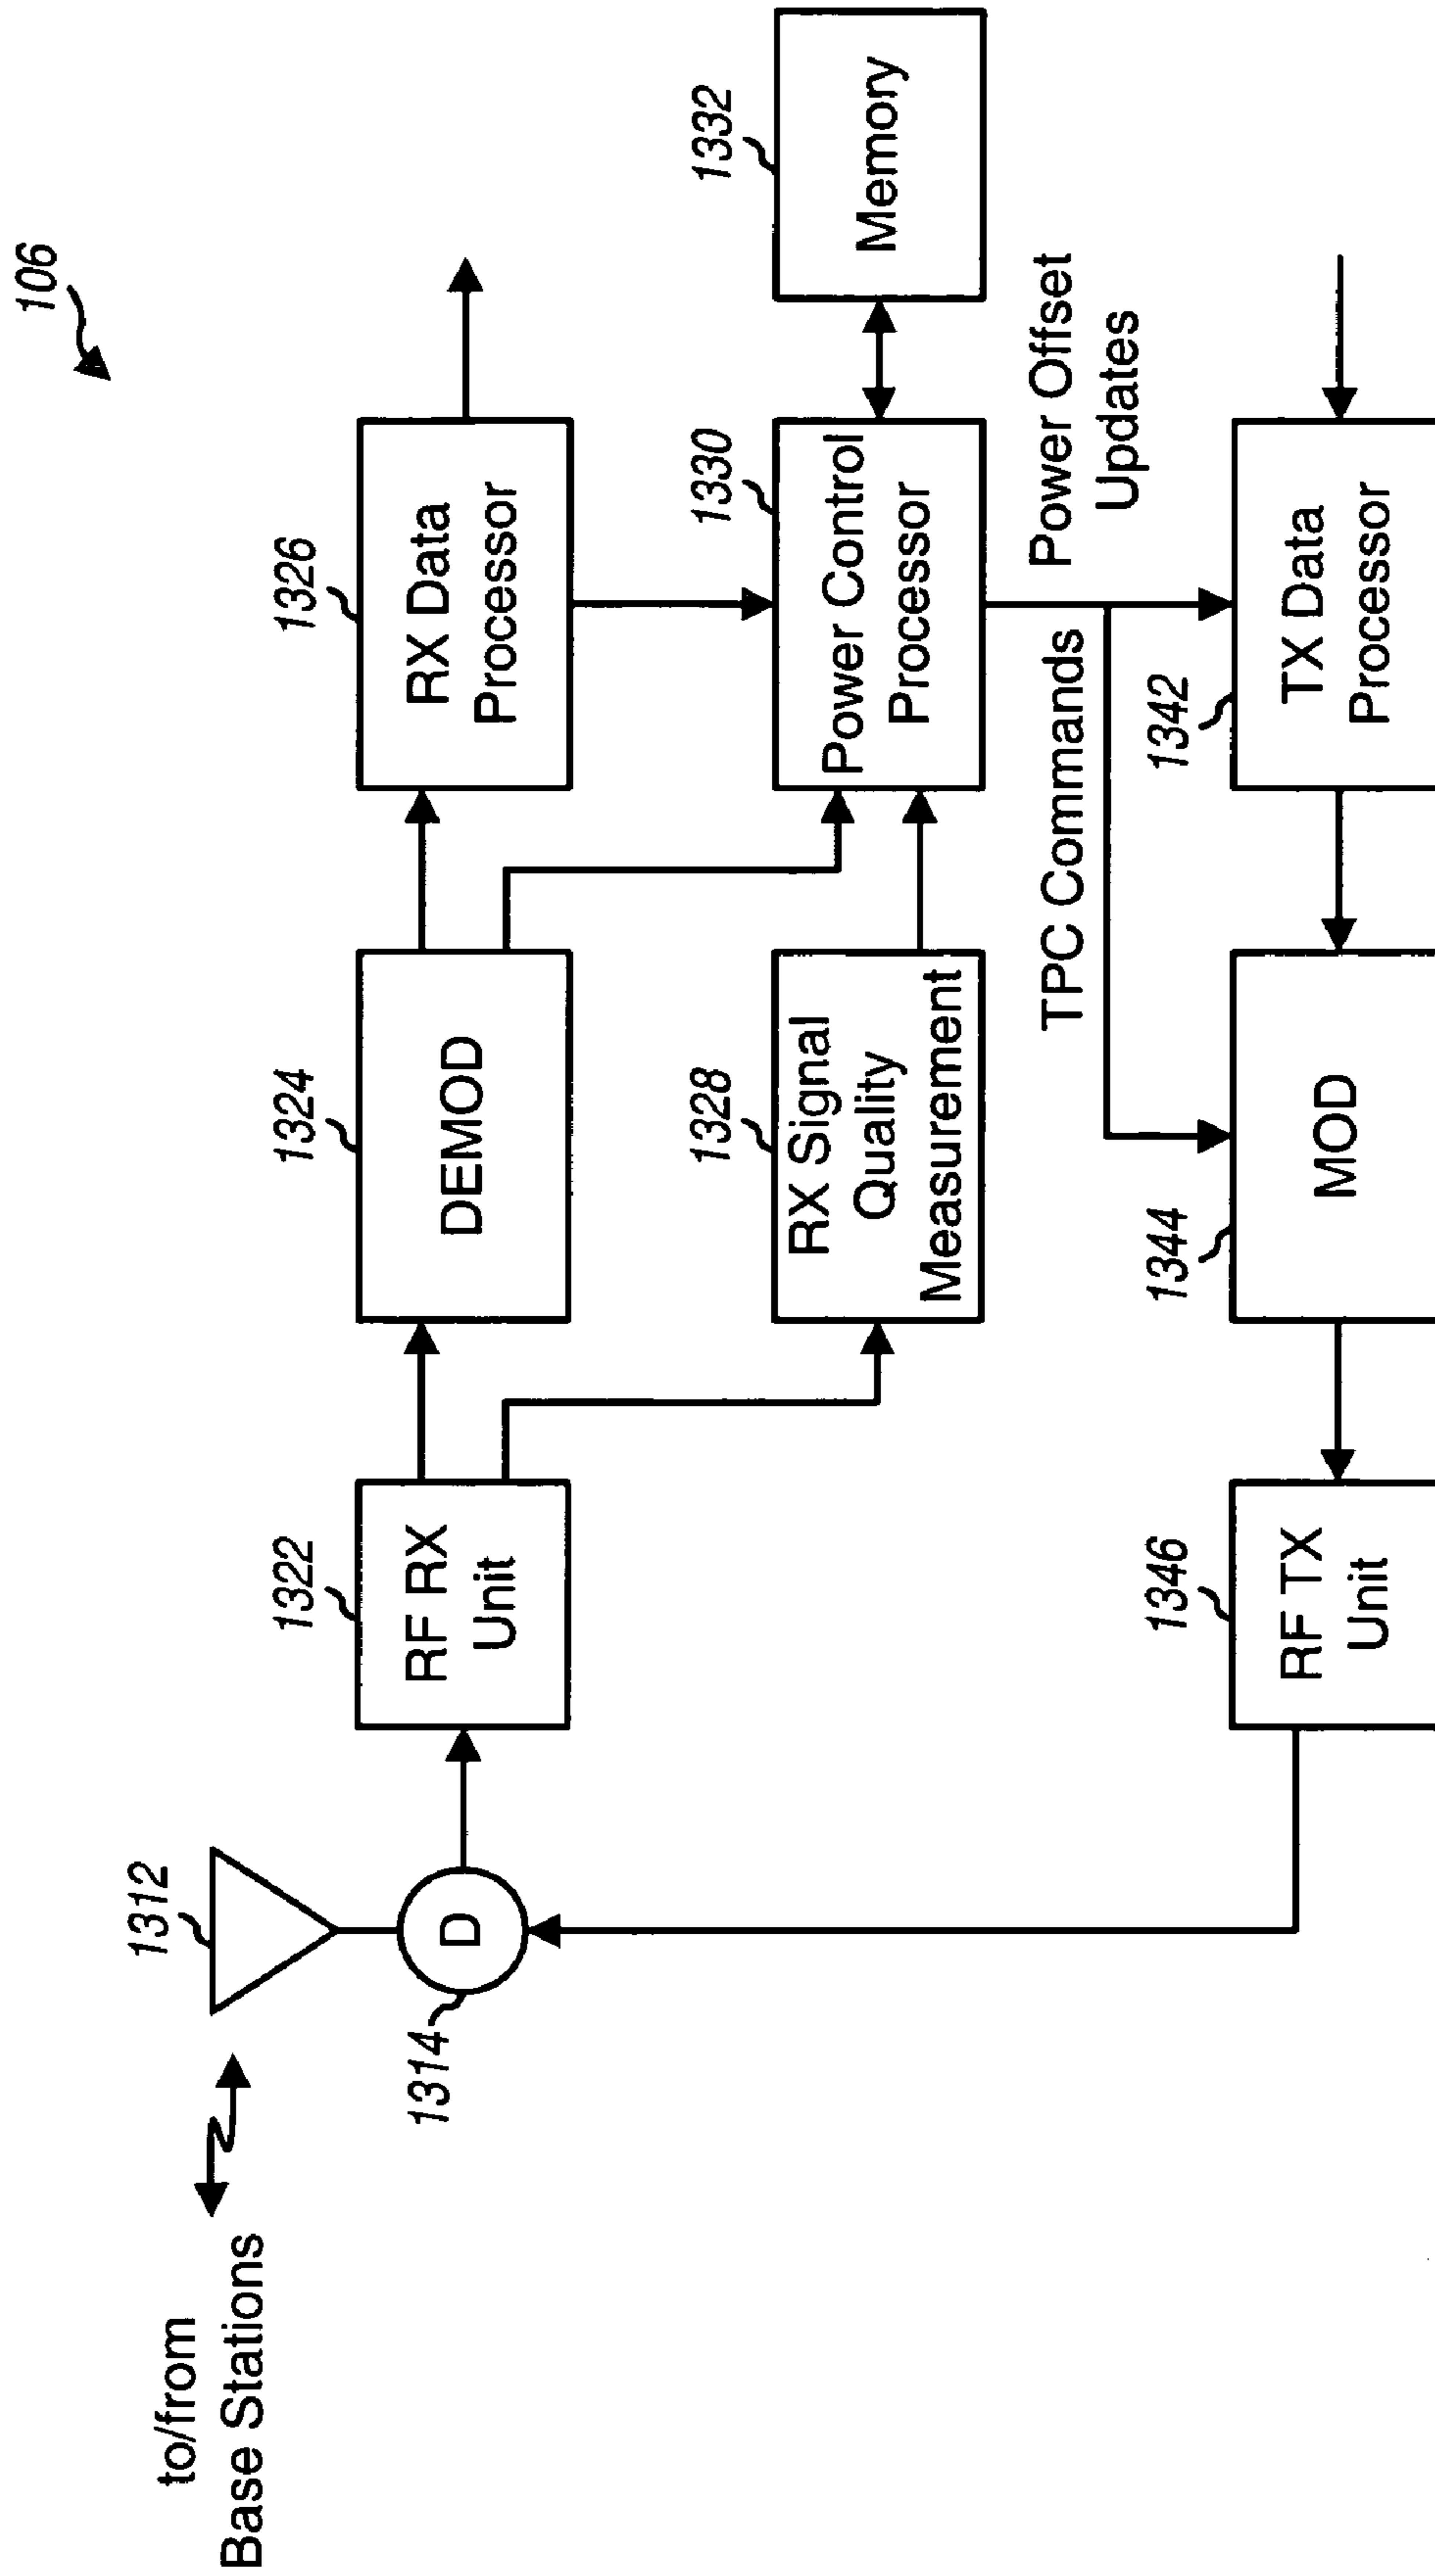 106
to/from
Base Stations
1312
D
1314
1322
RF RX
Unit
1324
DEMOD
1326
RX Data
Processor
1328
RX Signal
Quality
Measurement
1330
Power Control
Processor
1332
Memory
TPC Commands
Power Offset
Updates
1346
RF TX
Unit
1344
MOD
1342
TX Data
Processor